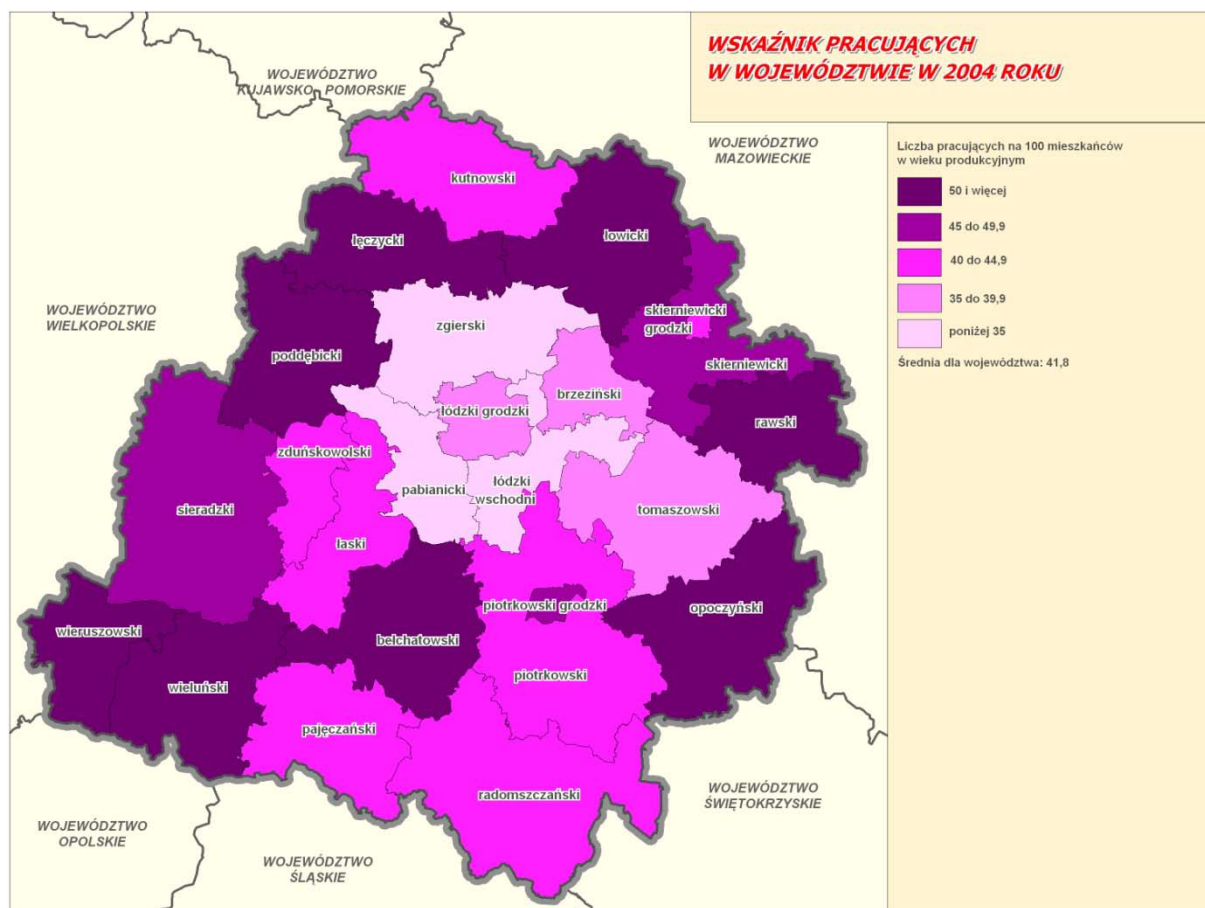 WSKAŹNIK PRACUJĄCYCH
W WOJEWÓDZTWIE W 2004 ROKU
WOJEWÓDZTWO
KUJAWSKO - POMORSKIE
WOJEWÓDZTWO
MAZOWIECKIE
Liczba pracujących na 100 mieszkańców
w wieku produkcyjnym
50 i więcej
45 do 49,9
40 do 44,9
35 do 39,9
poniżej 35
Średnia dla województwa: 41,8
kutnowski
łęczycki
łowicki
WOJEWÓDZTWO
WIELKOPOLSKIE
zgierski
skierniewicki
grodzki
poddębicki
skierniewicki
brzeziński
łódzki grodzki
rawski
zduńskowolski
pabianicki
łódzki
wschodni
sieradzki
tomaszowski
łaski
piotrkowski grodzki
opoczyński
wieruszowski
bełchatowski
piotrkowski
wieluński
pajęczański
radomszczański
WOJEWÓDZTWO
ŚWIĘTOKRZYSKIE
WOJEWÓDZTWO
OPOLSKIE
WOJEWÓDZTWO
ŚLĄSKIE